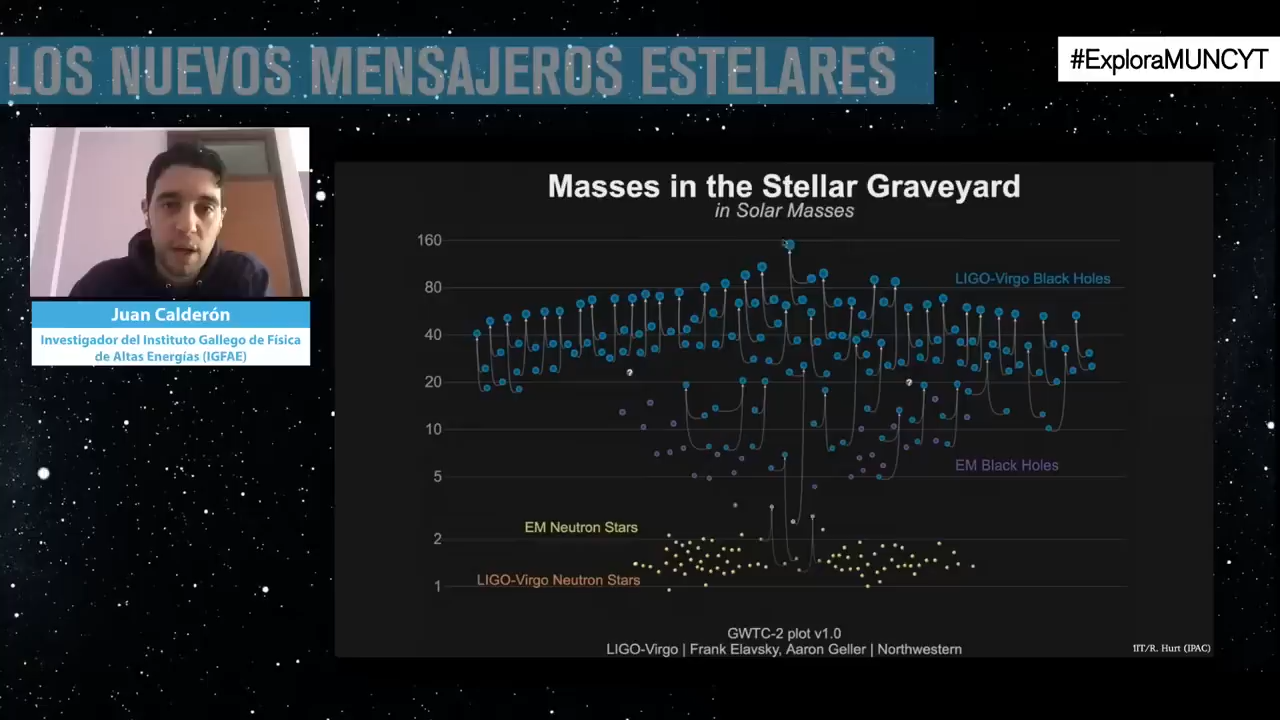 LOS NUEVOS MENSAJEROS ESTELARES
#ExploraMUNCYT
Juan Calderón
Investigador del Instituto Gallego de Física
de Altas Energías (IGFAE)
Masses in the Stellar Graveyard
in Solar Masses
160
LIGO-Virgo Black Holes
80
40
20
10
EM Black Holes
5
EM Neutron Stars
2
LIGO-Virgo Neutron Stars
1
GWTC-2 plot v1.0
LIGO-Virgo | Frank Elavsky, Aaron Geller | Northwestern
IIT/R. Hurt (IPAC)